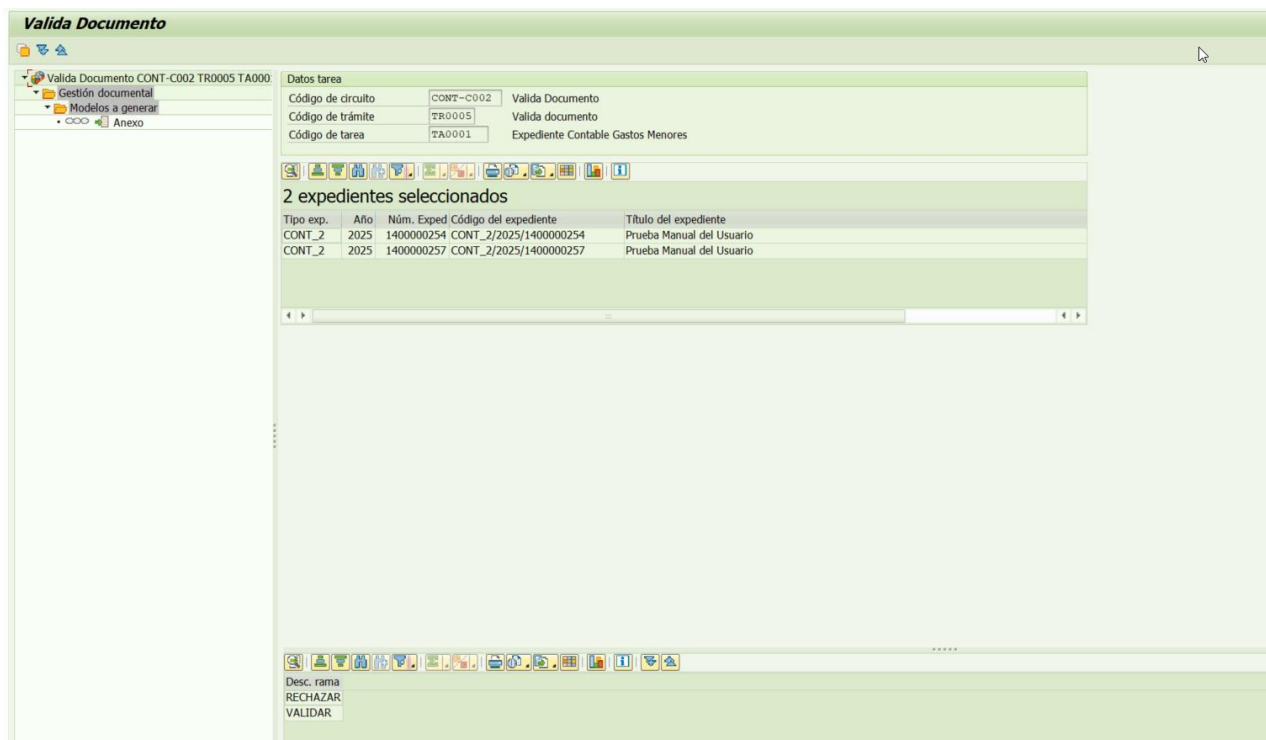 Valida Documento
Valida Documento CONT-C002 TR0005 TA000
Gestión documental
Modelos a generar
Anexo
Datos tarea
Código de circuito CONT-C002 Valida Documento
Código de trámite TR0005 Valida documento
Código de tarea TA0001 Expediente Contable Gastos Menores
2 expedientes seleccionados
Tipo exp. Año Núm. Exped Código del expediente Título del expediente
CONT_2 2025 1400000254 CONT_2/2025/1400000254 Prueba Manual del Usuario
CONT_2 2025 1400000257 CONT_2/2025/1400000257 Prueba Manual del Usuario
Desc. rama
RECHAZAR
VALIDAR